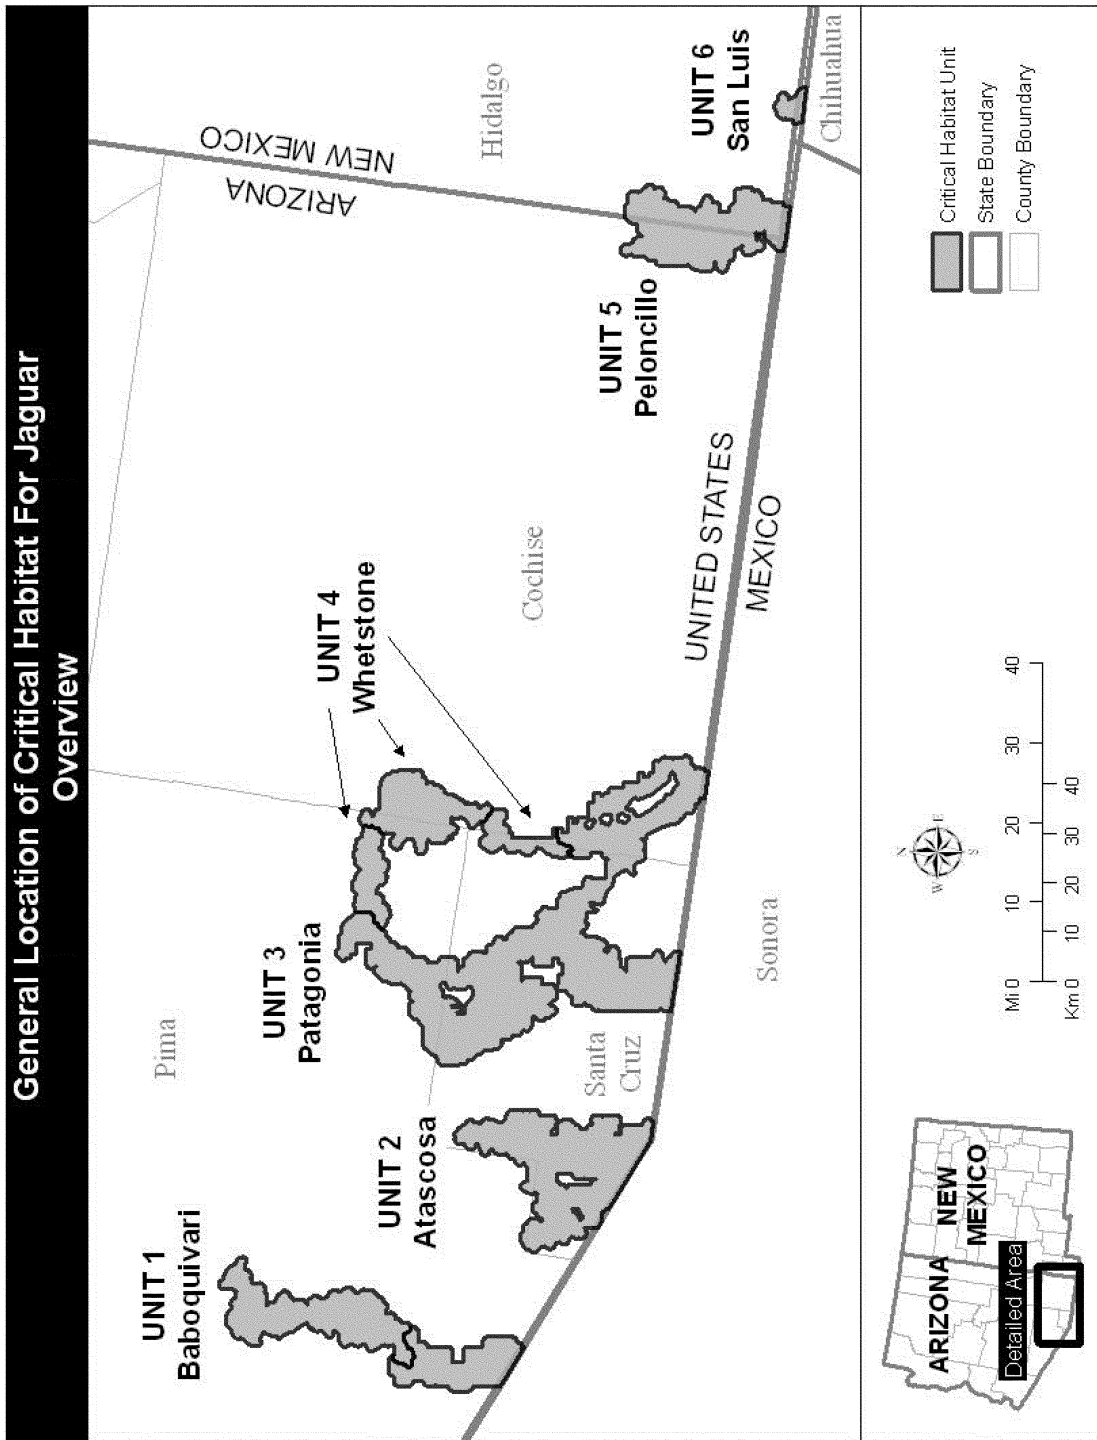 General Location of Critical Habitat For Jaguar
Overview
UNIT 1
Baboquivari
UNIT 2
Atascosa
UNIT 3
Patagonia
UNIT 4
Whetstone
UNIT 5
Peloncillo
UNIT 6
San Luis
Pima
Santa
Cruz
Cochise
Hidalgo
ARIZONA
NEW MEXICO
UNITED STATES
MEXICO
Sonora
Chihuahua
ARIZONA
NEW
MEXICO
Detailed Area
N
W
E
S
Mi 0 10 20 30 40
Km 0 10 20 30 40
Critical Habitat Unit
State Boundary
County Boundary